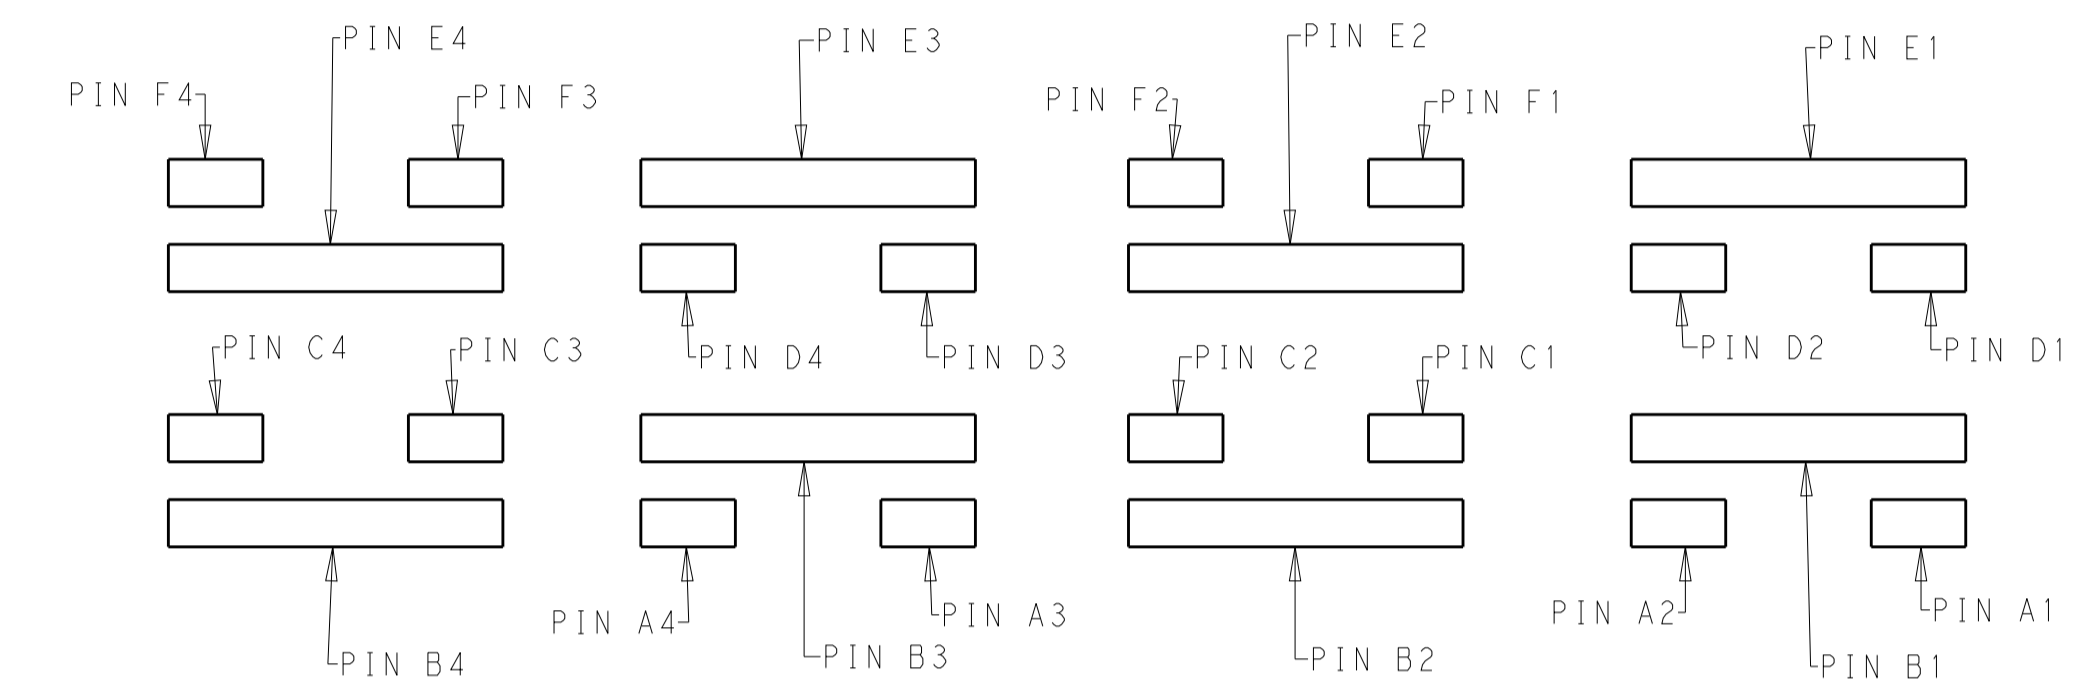 PIN E4
PIN E3
PIN E2
PIN E1
PIN F4
PIN F3
PIN F2
PIN F1
PIN C4
PIN C3
PIN D4
PIN D3
PIN C2
PIN C1
PIN D2
PIN D1
PIN A4
PIN A3
PIN A2
PIN A1
PIN B4
PIN B3
PIN B2
PIN B1